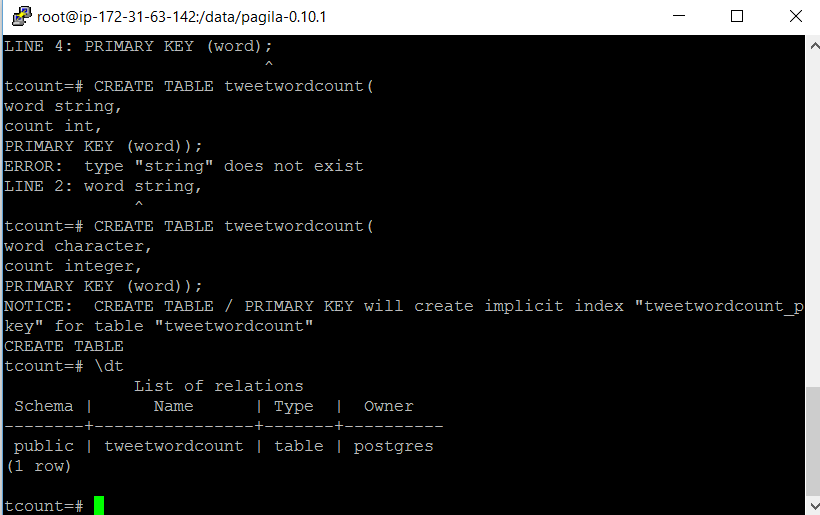 root@ip-172-31-63-142:/data/pagila-0.10.1
LINE 4: PRIMARY KEY (word);
^
tcount=# CREATE TABLE tweetwordcount(
word string,
count int,
PRIMARY KEY (word));
ERROR:  type "string" does not exist
LINE 2: word string,
^
tcount=# CREATE TABLE tweetwordcount(
word character,
count integer,
PRIMARY KEY (word));
NOTICE:  CREATE TABLE / PRIMARY KEY will create implicit index "tweetwordcount_p
key" for table "tweetwordcount"
CREATE TABLE
tcount=# \dt
List of relations
Schema |      Name      | Type  |  Owner
--------+----------------+-------+----------
public | tweetwordcount | table | postgres
(1 row)
tcount=#